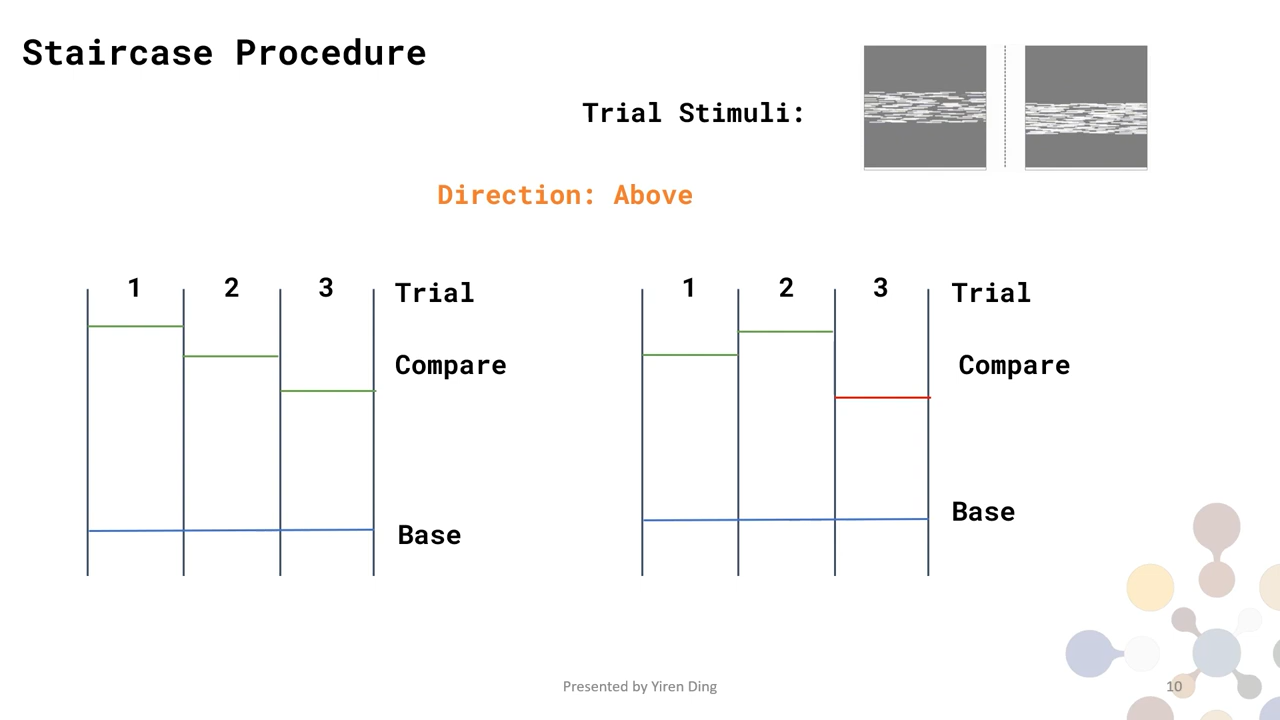 Staircase Procedure
Trial Stimuli:
Direction: Above
1 2 3 Trial
Compare
Base
1 2 3 Trial
Compare
Base
Presented by Yiren Ding
10